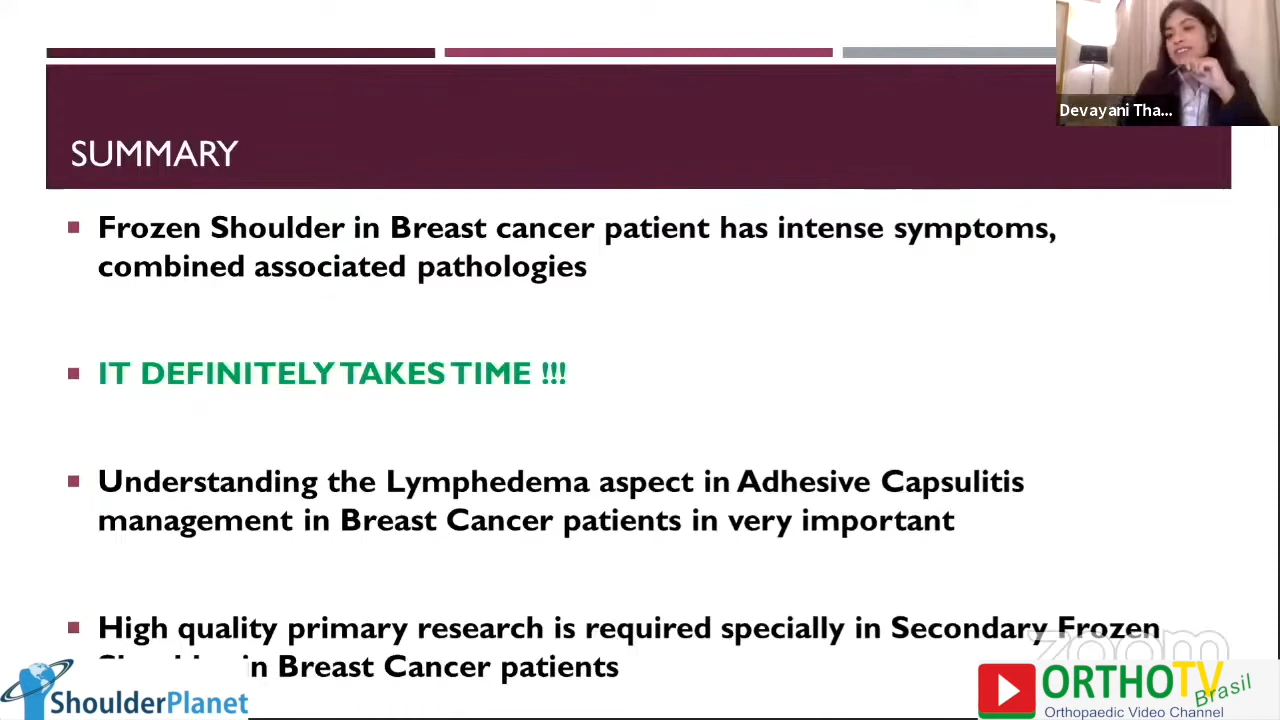 Devayani Tha...
SUMMARY
Frozen Shoulder in Breast cancer patient has intense symptoms,
combined associated pathologies
IT DEFINITELY TAKES TIME !!!
Understanding the Lymphedema aspect in Adhesive Capsulitis
management in Breast Cancer patients in very important
High quality primary research is required specially in Secondary Frozen
in Breast Cancer patients
zoom
ShoulderPlanet
ORTHOTV
Brasil
Orthopaedic Video Channel